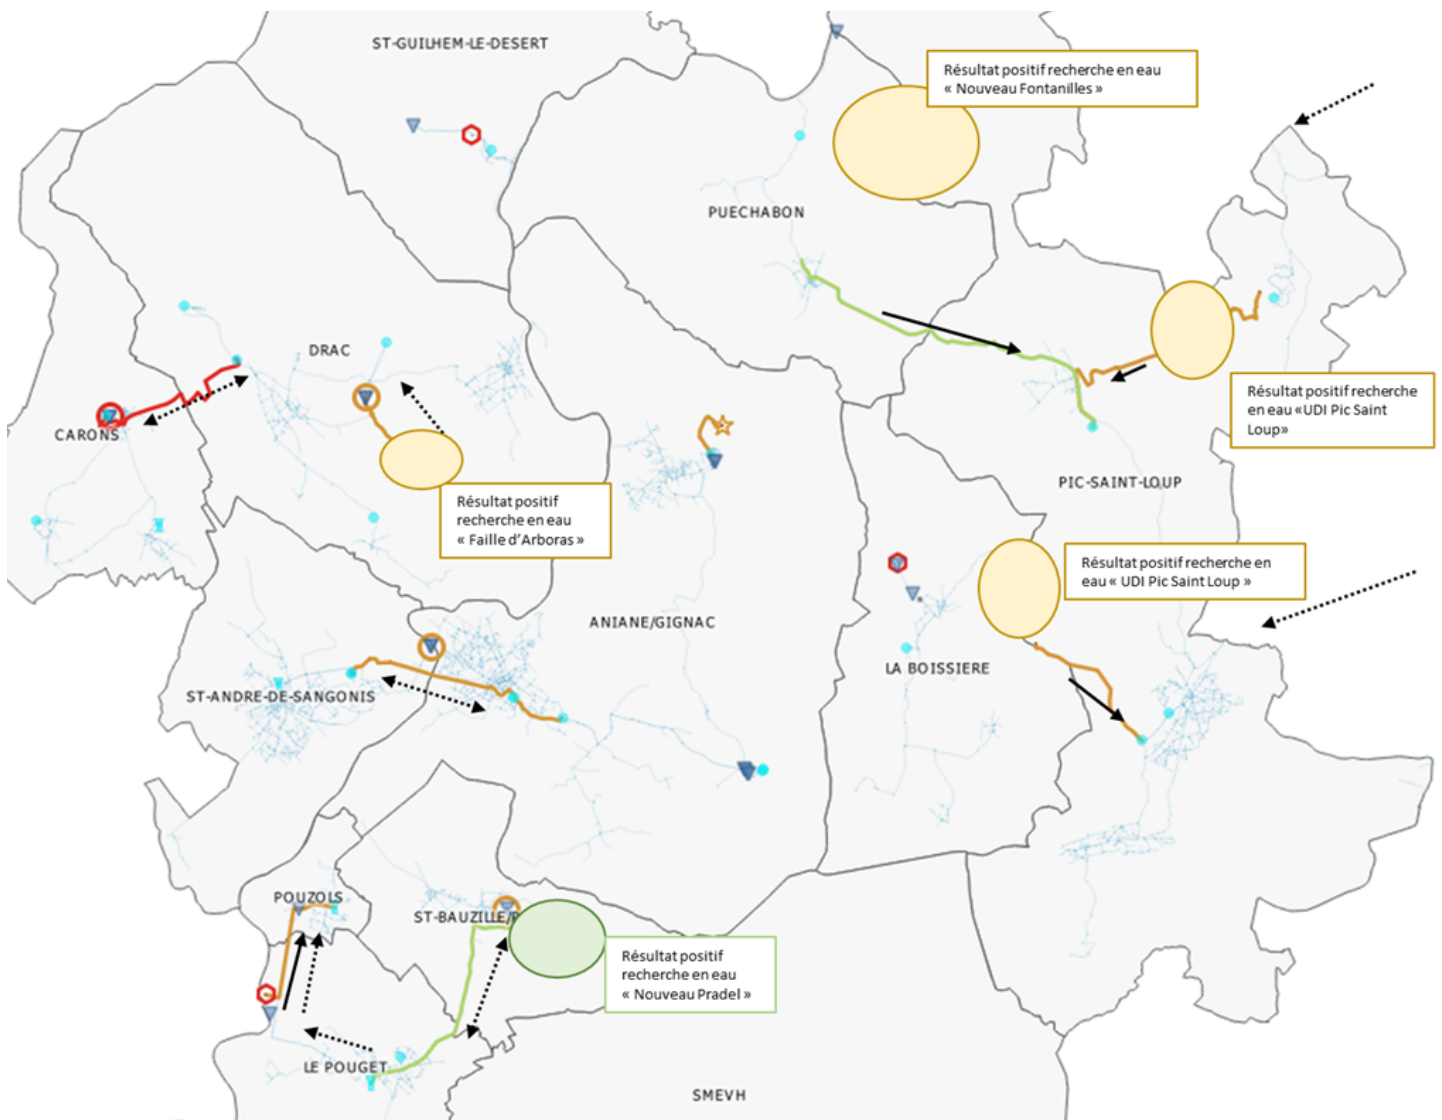 ST-GUILHEM-LE-DESERT
Résultat positif recherche en eau
« Nouveau Fontanilles »
PUECHABON
DRAC
CARONS
Résultat positif recherche
en eau «UDI Pic Saint
Loup»
PIC-SAINT-LOUP
Résultat positif
recherche en eau
« Faille d'Arboras »
Résultat positif recherche en
eau « UDI Pic Saint Loup »
ANIANE/GIGNAC
LA BOISSIERE
ST-ANDRE-DE-SANGONIS
POUZOLS
ST-BAUZILLE/P
Résultat positif
recherche en eau
« Nouveau Pradel »
LE POUGET
SMEVH